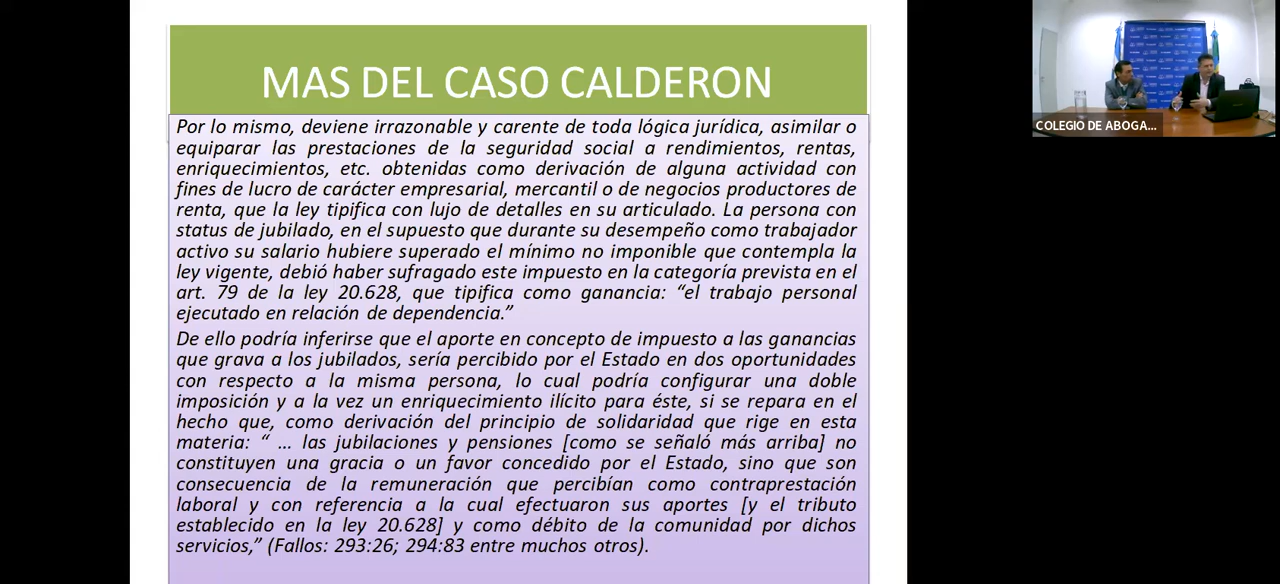 MAS DEL CASO CALDERON
Por lo mismo, deviene irrazonable y carente de toda lógica jurídica, asimilar o
equiparar las prestaciones de la seguridad social a rendimientos, rentas,
enriquecimientos, etc. obtenidas como derivación de alguna actividad con
fines de lucro de carácter empresarial, mercantil o de negocios productores de
renta, que la ley tipifica con lujo de detalles en su articulado. La persona con
status de jubilado, en el supuesto que durante su desempeño como trabajador
activo su salario hubiere superado el mínimo no imponible que contempla la
ley vigente, debió haber sufragado este impuesto en la categoría prevista en el
art. 79 de la ley 20.628, que tipifica como ganancia: “el trabajo personal
ejecutado en relación de dependencia.”
De ello podría inferirse que el aporte en concepto de impuesto a las ganancias
que grava a los jubilados, sería percibido por el Estado en dos oportunidades
con respecto a la misma persona, lo cual podría configurar una doble
imposición y a la vez un enriquecimiento ilícito para éste, si se repara en el
hecho que, como derivación del principio de solidaridad que rige en esta
materia: “ … las jubilaciones y pensiones [como se señaló más arriba] no
constituyen una gracia o un favor concedido por el Estado, sino que son
consecuencia de la remuneración que percibían como contraprestación
laboral y con referencia a la cual efectuaron sus aportes [y el tributo
establecido en la ley 20.628] y como débito de la comunidad por dichos
servicios,” (Fallos: 293:26; 294:83 entre muchos otros).
COLEGIO DE ABOGA...